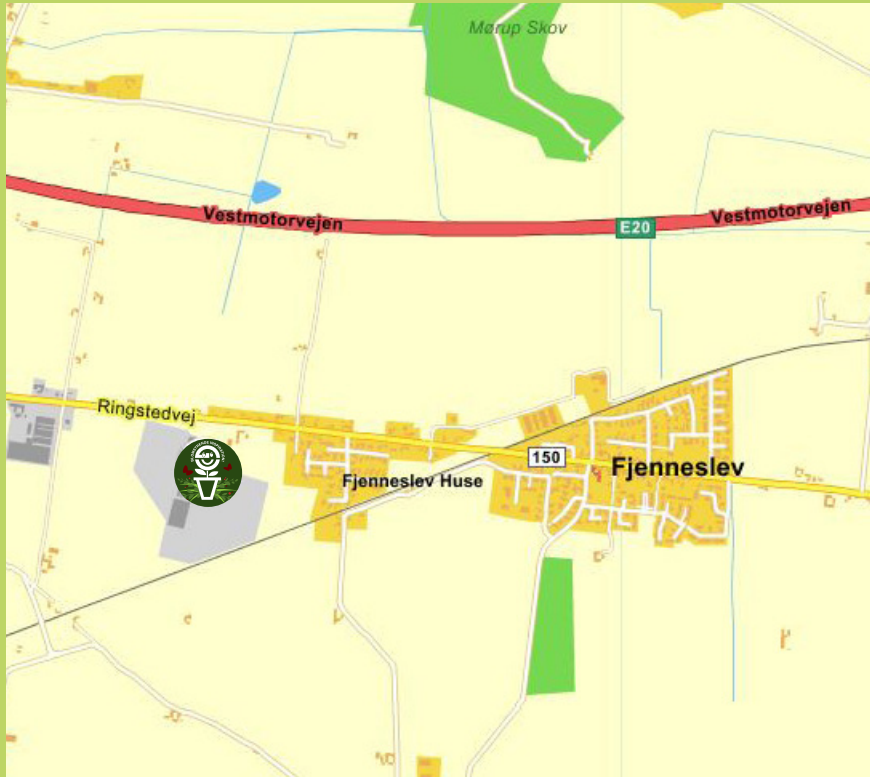 Mørup Skov
Vestmotorvejen
E20
Vestmotorvejen
Ringstedvej
150
Fjenneslev
Fjenneslev Huse